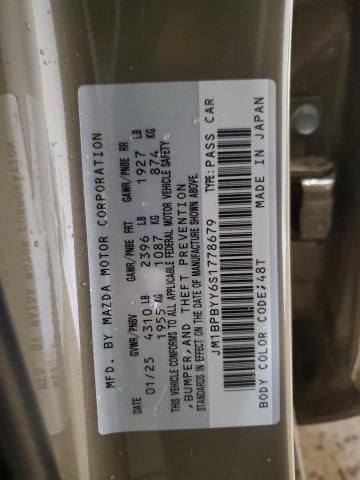 MFD. BY MAZDA MOTOR CORPORATION
DATE GVWR/PNBV GAWR/PNBE FRT GAWR/PNBE RR
01/25 4310 LB 2396 LB 1927 LB
1955 KG 1087 KG 874 KG
THIS VEHICLE CONFORMS TO ALL APPLICABLE FEDERAL MOTOR VEHICLE SAFETY
,BUMPER,AND THEFT PREVENTION
STANDARDS IN EFFECT ON THE DATE OF MANUFACTURE SHOWN ABOVE.
JM1BPBYY6S1778679 TYPE:PASS CAR
BODY COLOR CODE;48T MADE IN JAPAN